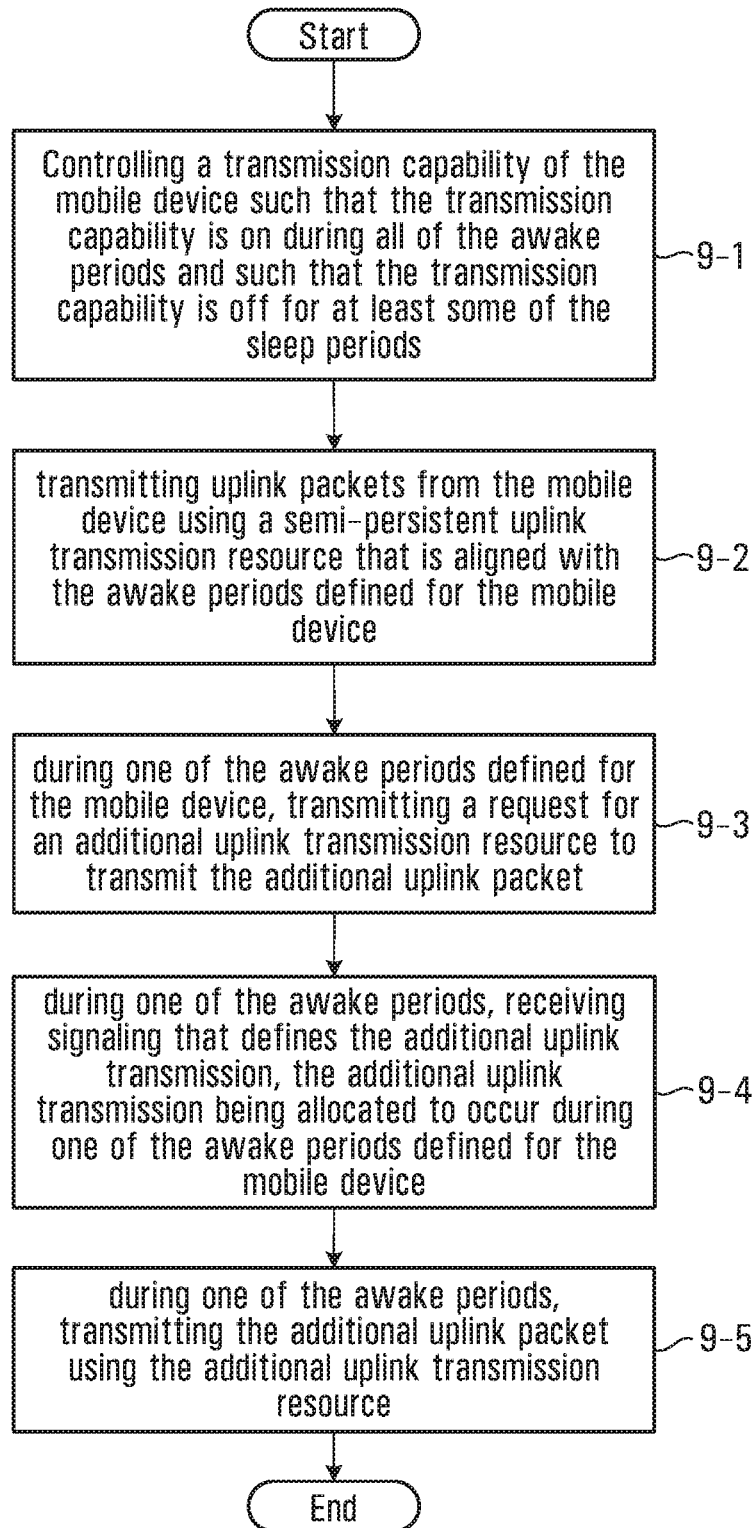 Start
Controlling a transmission capability of the
mobile device such that the transmission
capability is on during all of the awake
periods and such that the transmission
capability is off for at least some of the
sleep periods
9-1
transmitting uplink packets from the mobile
device using a semi-persistent uplink
transmission resource that is aligned with
the awake periods defined for the mobile
device
9-2
during one of the awake periods defined for
the mobile device, transmitting a request for
an additional uplink transmission resource to
transmit the additional uplink packet
9-3
during one of the awake periods, receiving
signaling that defines the additional uplink
transmission, the additional uplink
transmission being allocated to occur during
one of the awake periods defined for the
mobile device
9-4
during one of the awake periods,
transmitting the additional uplink packet
using the additional uplink transmission
resource
9-5
End